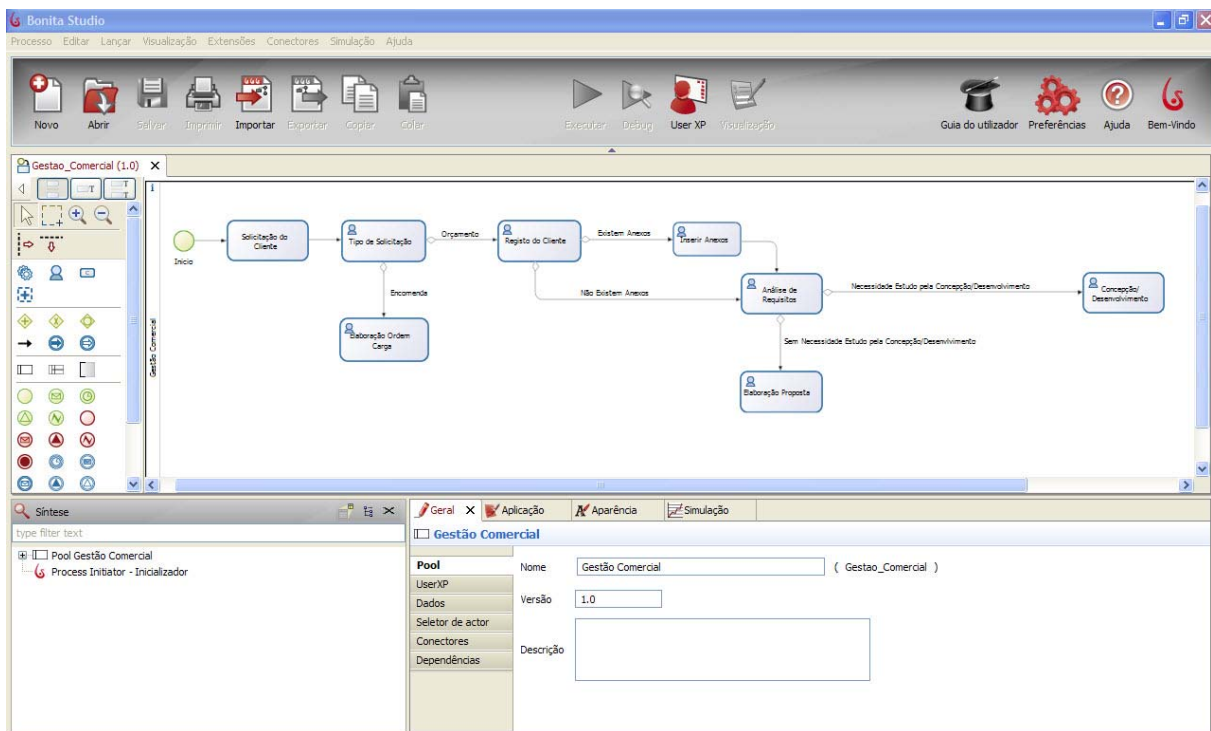 Bonita Studio
Processo Editar Lançar Visualização Extensões Conectores Simulação Ajuda
Novo Abrir Salvar Imprimir Importar Exportar Copiar Colar Executar Debug User XP Visualização Guia do utilizador Preferências Ajuda Bem-Vindo
Gestao_Comercial (1.0)
Gestão Comercial
Inicio
Solicitação do
Cliente
Tipo de Solicitação
Orçamento
Registo do Cliente
Existem Anexos
Inserir Anexos
Encomenda
Não Existem Anexos
Análise de
Requisitos
Necessidade Estudo pela Concepção/Desenvolvimento
Concepção/
Desenvolvimento
Elaboração Ordem
Carga
Sem Necessidade Estudo pela Concepção/Desenvlvimento
Elaboração Proposta
Síntese
type filter text
Pool Gestão Comercial
Process Initiator - Inicializador
Geral Aplicação Aparência Simulação
Gestão Comercial
Pool
UserXP
Dados
Seletor de actor
Conectores
Dependências
Nome Gestão Comercial ( Gestao_Comercial )
Versão 1.0
Descrição